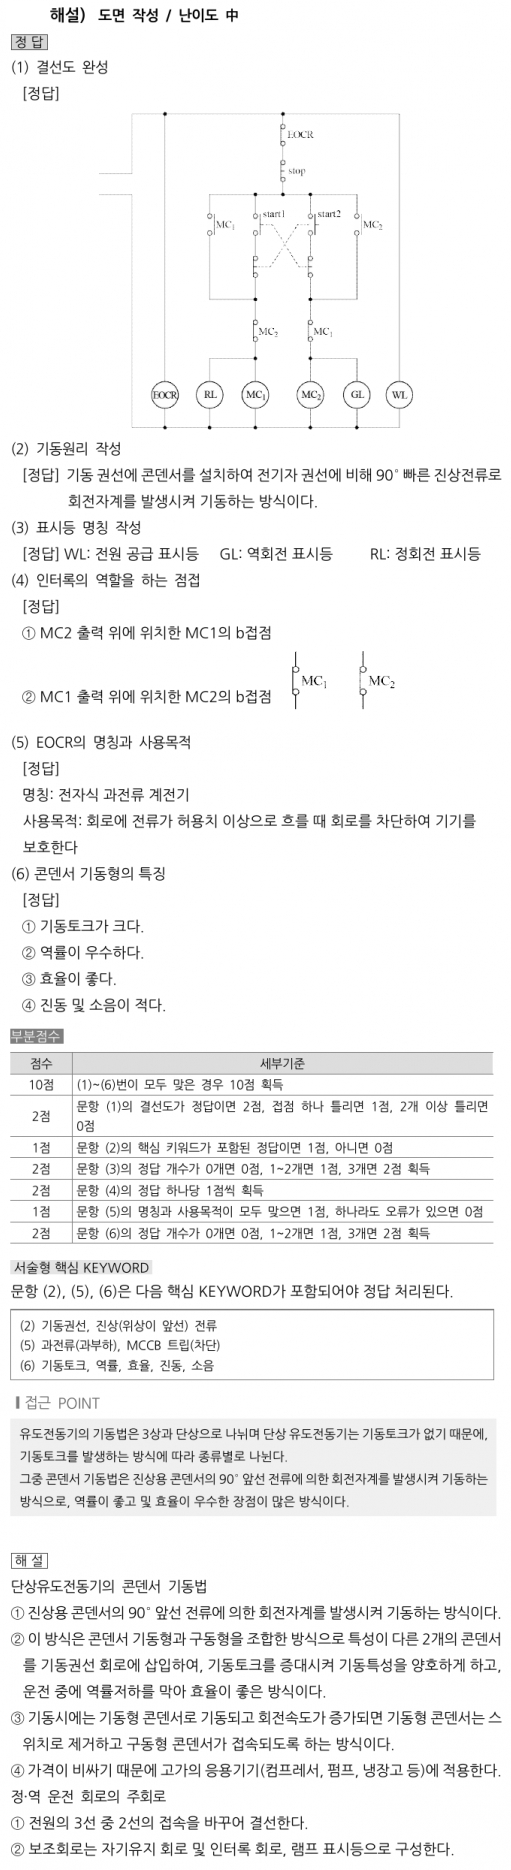 해설) 도면 작성 / 난이도 中
정 답
(1) 결선도 완성
[정답]
EOCR
stop
MC1 start1 start2 MC2
MC2 MC1
EOCR RL MC1 MC2 GL WL
(2) 기동원리 작성
[정답] 기동 권선에 콘덴서를 설치하여 전기자 권선에 비해 90° 빠른 진상전류로
회전자계를 발생시켜 기동하는 방식이다.
(3) 표시등 명칭 작성
[정답] WL: 전원 공급 표시등 GL: 역회전 표시등 RL: 정회전 표시등
(4) 인터록의 역할을 하는 점접
[정답]
① MC2 출력 위에 위치한 MC1의 b접점
② MC1 출력 위에 위치한 MC2의 b접점 MC1 MC2
(5) EOCR의 명칭과 사용목적
[정답]
명칭: 전자식 과전류 계전기
사용목적: 회로에 전류가 허용치 이상으로 흐를 때 회로를 차단하여 기기를
보호한다
(6) 콘덴서 기동형의 특징
[정답]
① 기동토크가 크다.
② 역률이 우수하다.
③ 효율이 좋다.
④ 진동 및 소음이 적다.
부분점수
점수 세부기준
10점 (1)~(6)번이 모두 맞은 경우 10점 획득
2점 문항 (1)의 결선도가 정답이면 2점, 접점 하나 틀리면 1점, 2개 이상 틀리면
0점
1점 문항 (2)의 핵심 키워드가 포함된 정답이면 1점, 아니면 0점
2점 문항 (3)의 정답 개수가 0개면 0점, 1~2개면 1점, 3개면 2점 획득
2점 문항 (4)의 정답 하나당 1점씩 획득
1점 문항 (5)의 명칭과 사용목적이 모두 맞으면 1점, 하나라도 오류가 있으면 0점
2점 문항 (6)의 정답 개수가 0개면 0점, 1~2개면 1점, 3개면 2점 획득
서술형 핵심 KEYWORD
문항 (2), (5), (6)은 다음 핵심 KEYWORD가 포함되어야 정답 처리된다.
(2) 기동권선, 진상(위상이 앞선) 전류
(5) 과전류(과부하), MCCB 트립(차단)
(6) 기동토크, 역률, 효율, 진동, 소음
접근 POINT
유도전동기의 기동법은 3상과 단상으로 나뉘며 단상 유도전동기는 기동토크가 없기 때문에,
기동토크를 발생하는 방식에 따라 종류별로 나뉜다.
그중 콘덴서 기동법은 진상용 콘덴서의 90° 앞선 전류에 의한 회전자계를 발생시켜 기동하는
방식으로, 역률이 좋고 및 효율이 우수한 장점이 많은 방식이다.
해 설
단상유도전동기의 콘덴서 기동법
① 진상용 콘덴서의 90° 앞선 전류에 의한 회전자계를 발생시켜 기동하는 방식이다.
② 이 방식은 콘덴서 기동형과 구동형을 조합한 방식으로 특성이 다른 2개의 콘덴서
를 기동권선 회로에 삽입하여, 기동토크를 증대시켜 기동특성을 양호하게 하고,
운전 중에 역률저하를 막아 효율이 좋은 방식이다.
③ 기동시에는 기동형 콘덴서로 기동되고 회전속도가 증가되면 기동형 콘덴서는 스
위치로 제거하고 구동형 콘덴서가 접속되도록 하는 방식이다.
④ 가격이 비싸기 때문에 고가의 응용기기(컴프레서, 펌프, 냉장고 등)에 적용한다.
정·역 운전 회로의 주회로
① 전원의 3선 중 2선의 접속을 바꾸어 결선한다.
② 보조회로는 자기유지 회로 및 인터록 회로, 램프 표시등으로 구성한다.